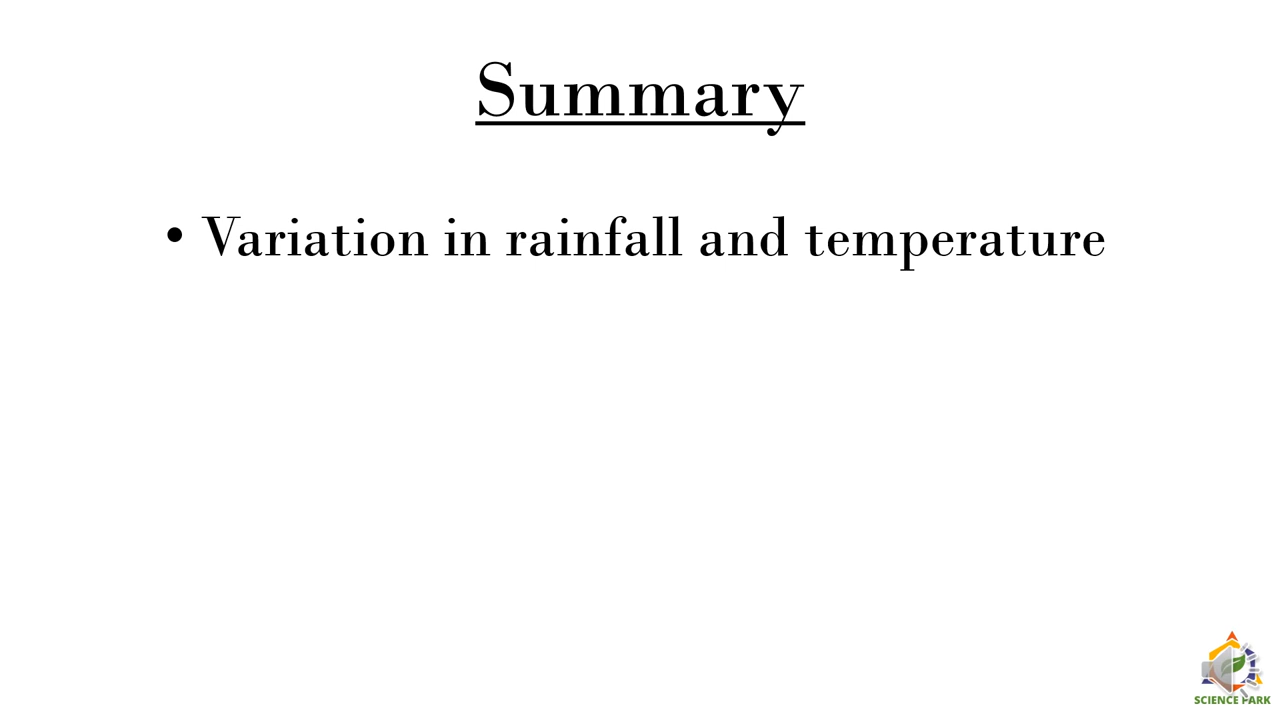 Summary
• Variation in rainfall and temperature
SCIENCE PARK